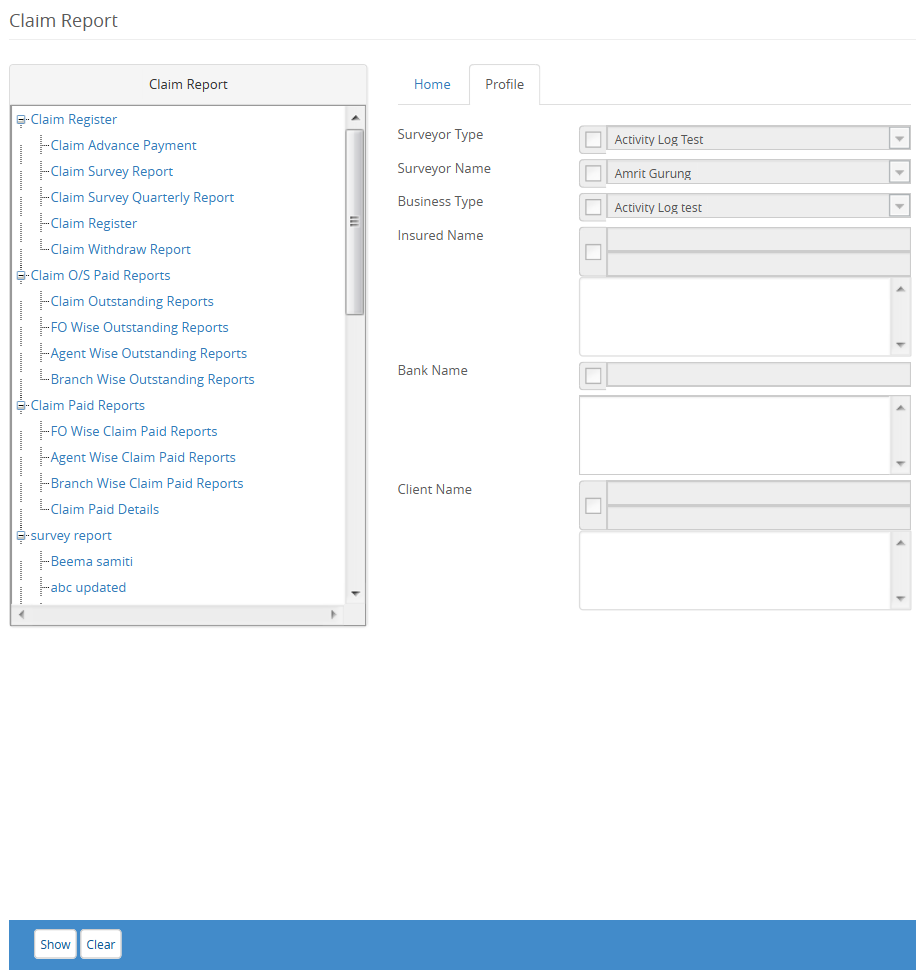 Claim Report
Claim Report
Claim Register
Claim Advance Payment
Claim Survey Report
Claim Survey Quarterly Report
Claim Register
Claim Withdraw Report
Claim O/S Paid Reports
Claim Outstanding Reports
FO Wise Outstanding Reports
Agent Wise Outstanding Reports
Branch Wise Outstanding Reports
Claim Paid Reports
FO Wise Claim Paid Reports
Agent Wise Claim Paid Reports
Branch Wise Claim Paid Reports
Claim Paid Details
survey report
Beema samiti
abc updated
Home Profile
Surveyor Type Activity Log Test
Surveyor Name Amrit Gurung
Business Type Activity Log test
Insured Name
Bank Name
Client Name
Show Clear